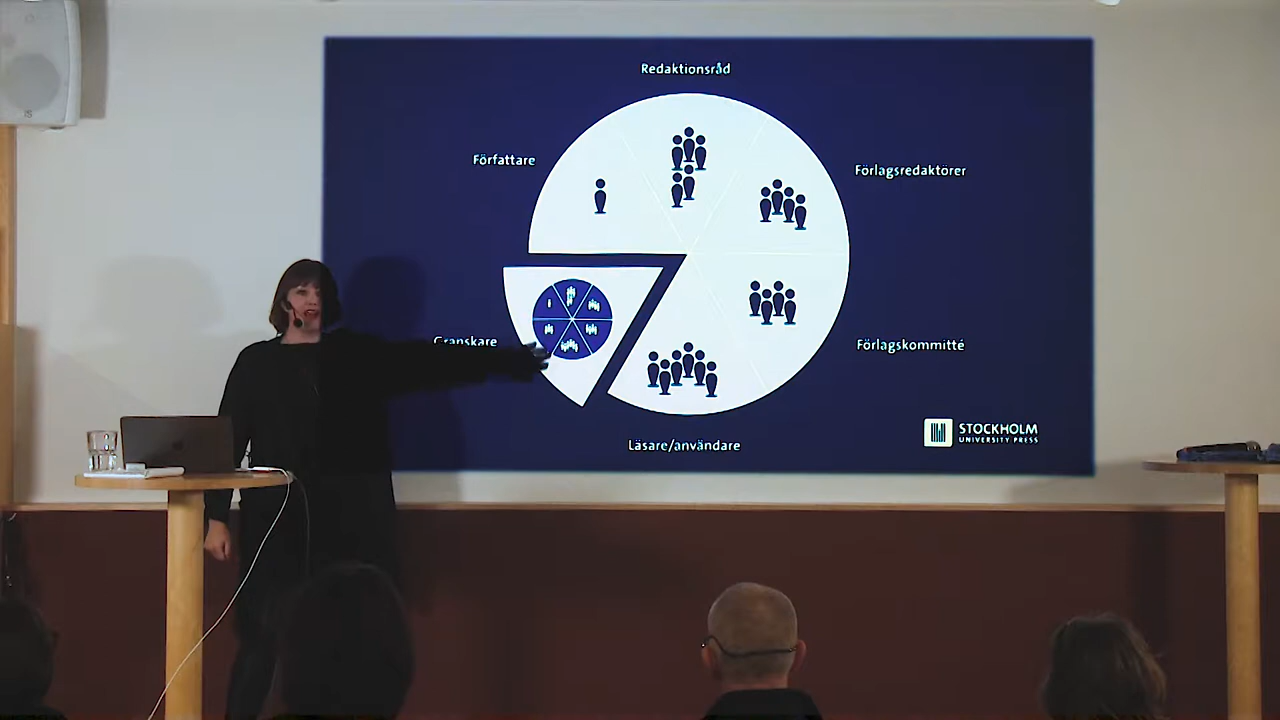 Redaktionsråd
Författare
Förlagsredaktörer
Granskare
Förlagskommitté
Läsare/användare
STOCKHOLM
UNIVERSITY PRESS